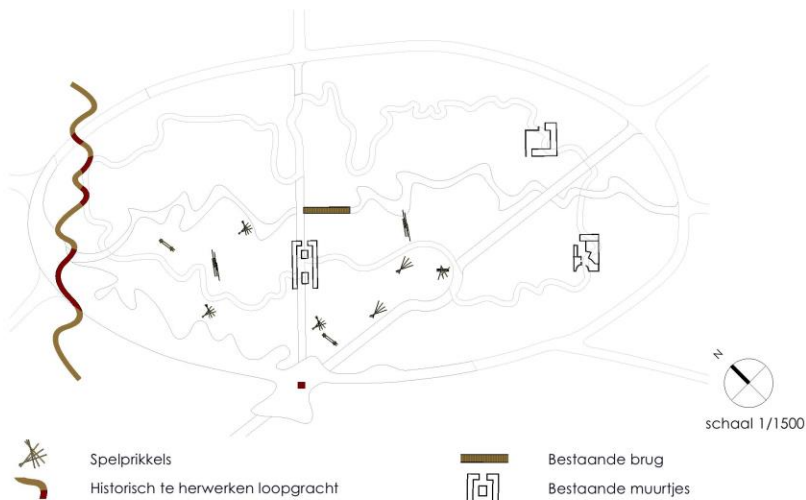 N
schaal 1/1500
Spelprikkels
Bestaande brug
Historisch te herwerken loopgracht
Bestaande muurtjes